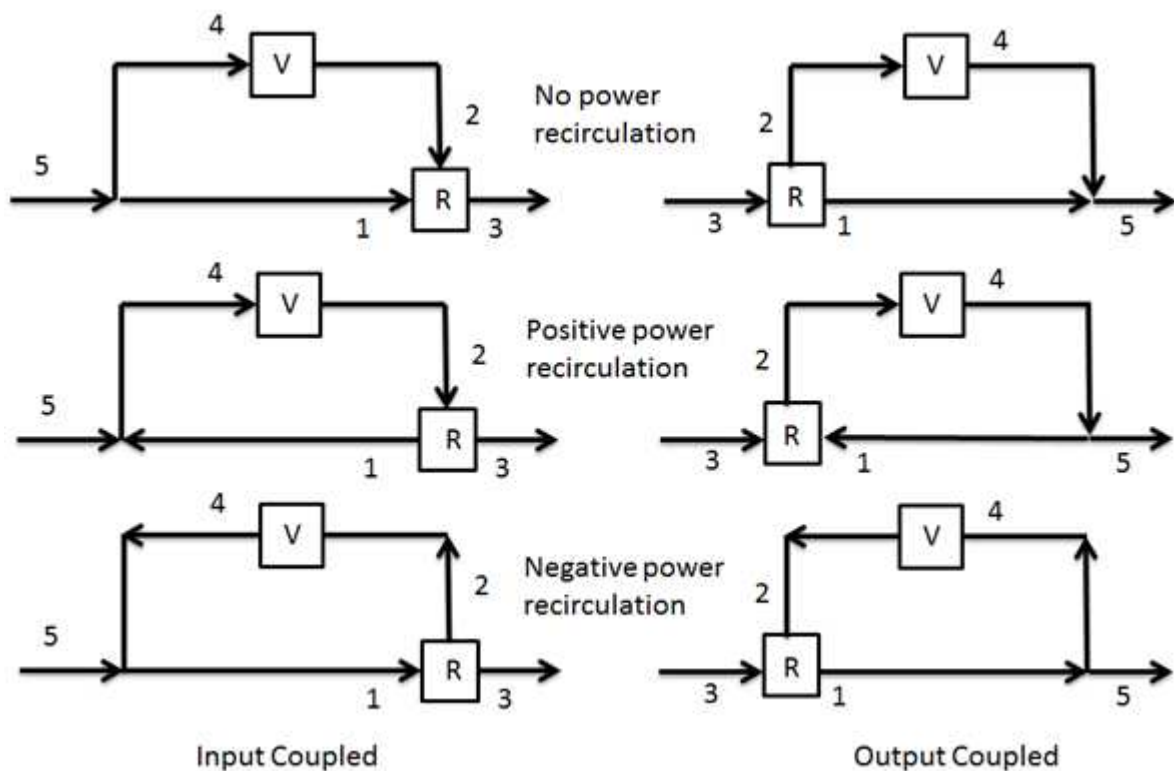 4
V
2
5
1
R
3
No power
recirculation
4
V
2
3
R
1
5
4
V
2
5
1
R
3
Positive power
recirculation
4
V
2
3
R
1
5
4
V
2
5
1
R
3
Negative power
recirculation
4
V
2
3
R
1
5
Input Coupled
Output Coupled